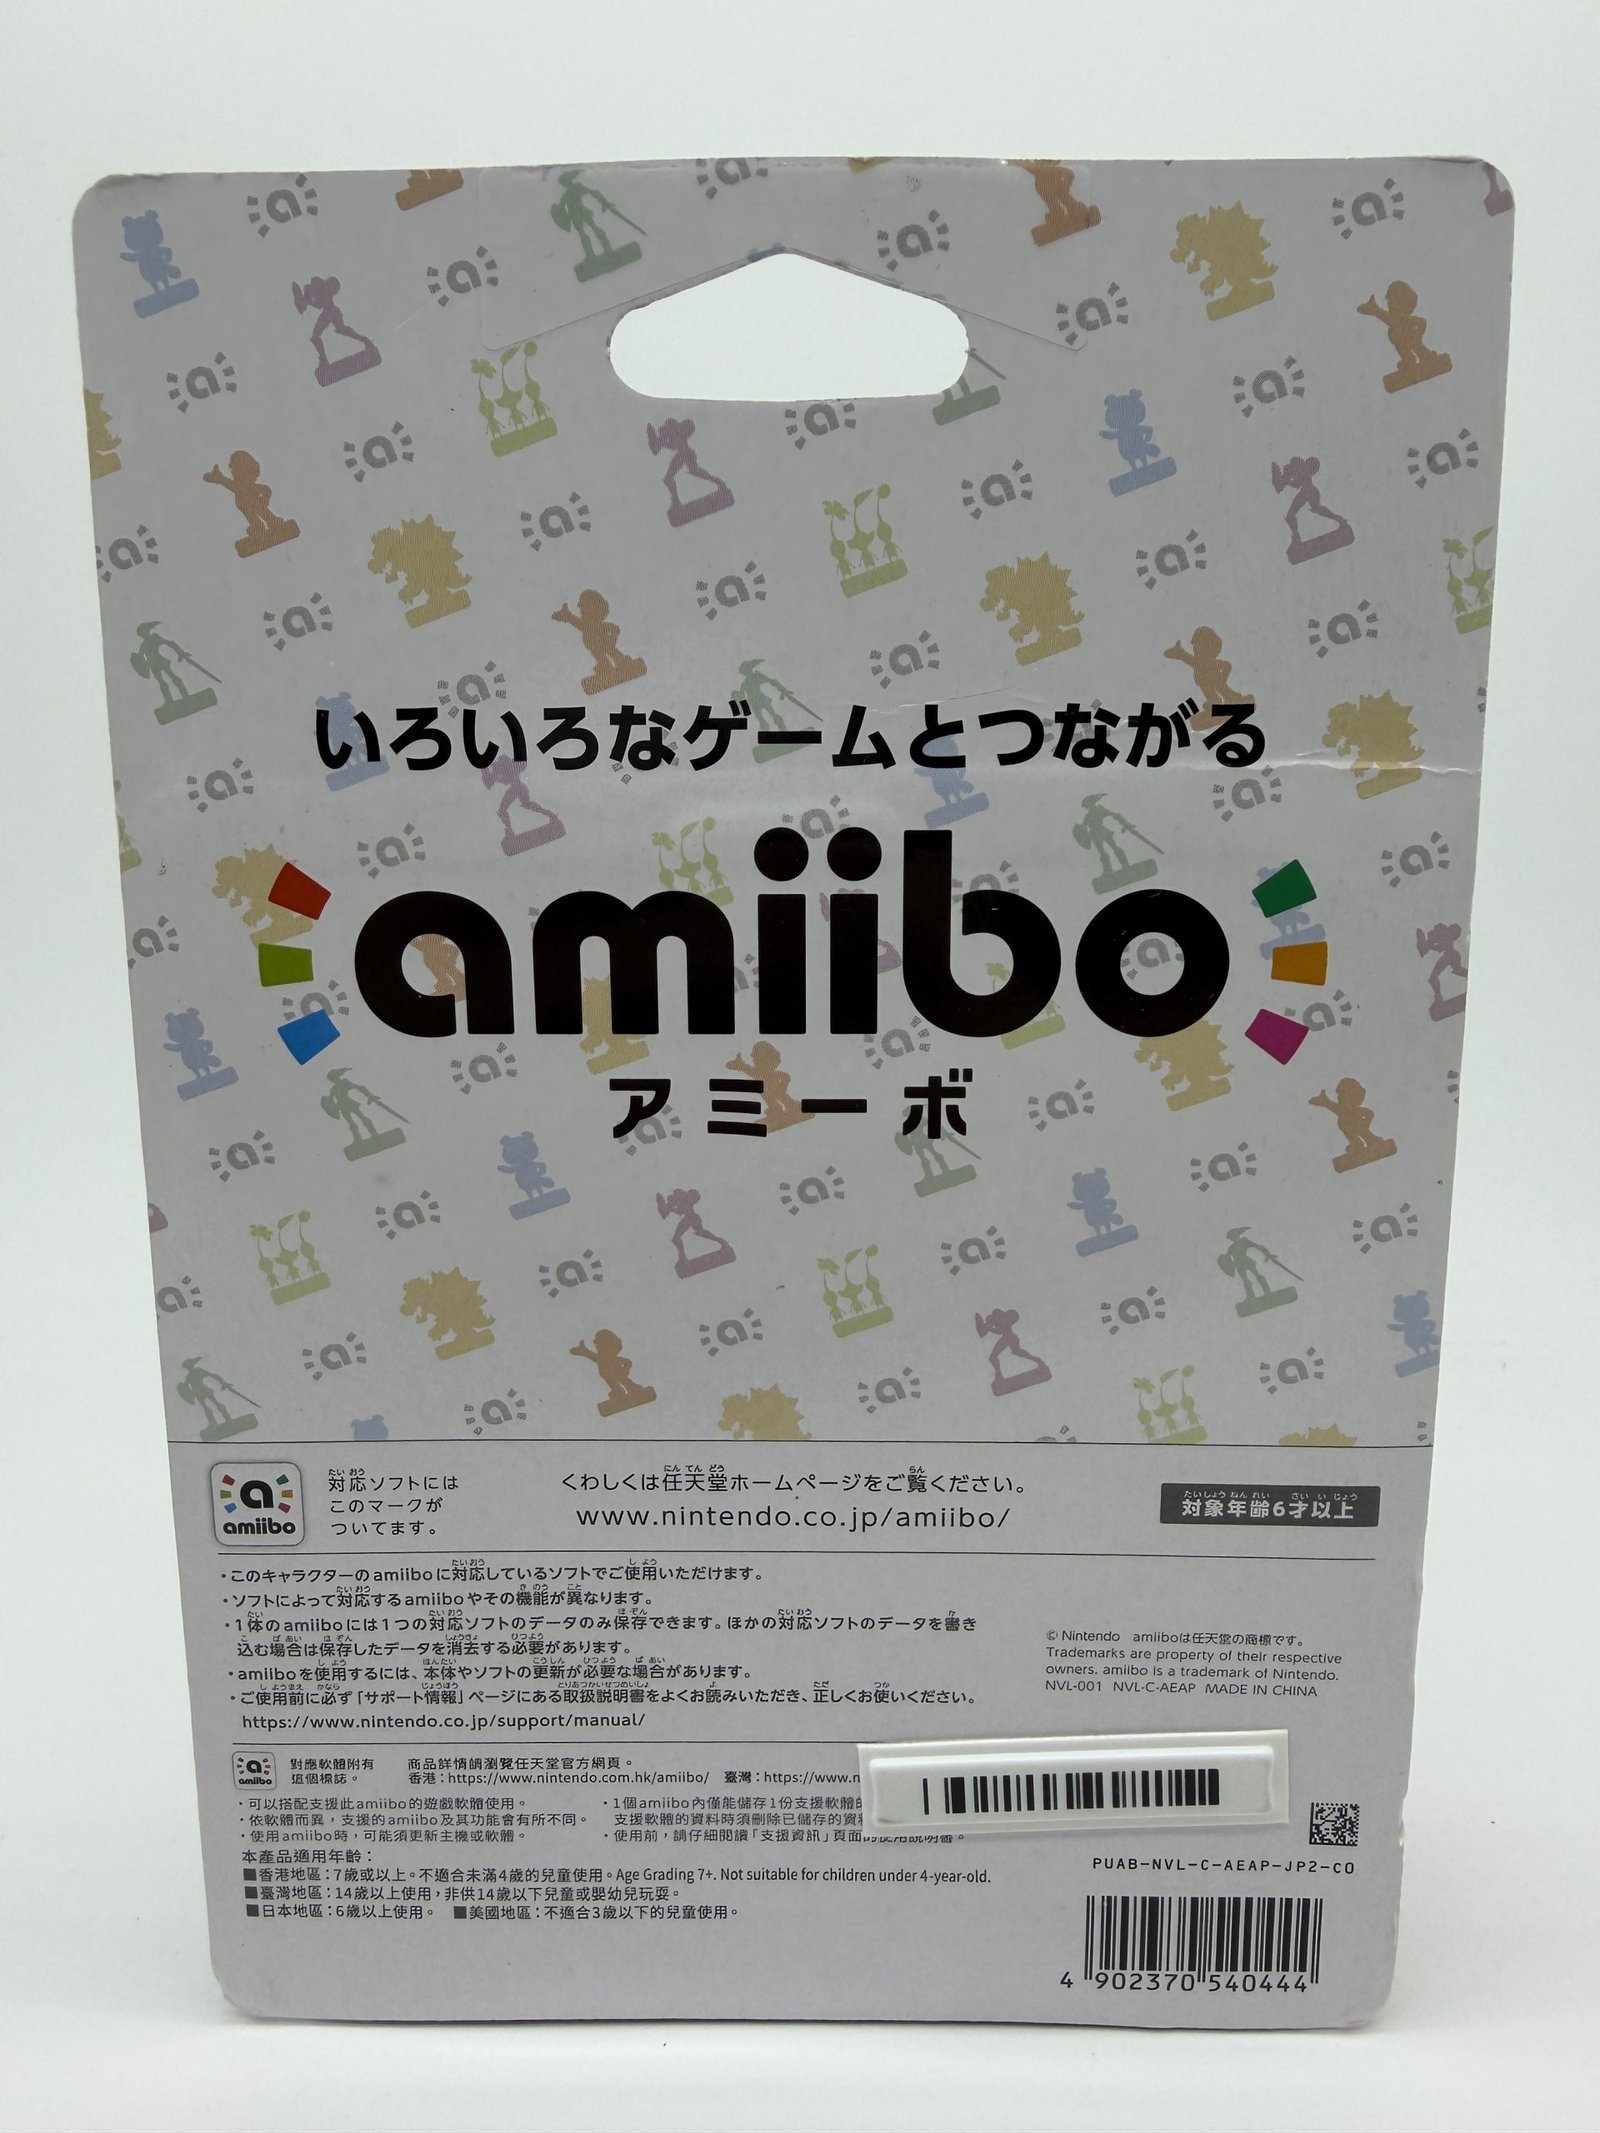 いろいろなゲームとつながる
amiibo
アミーボ
amiibo
対応ソフトには
このマークが
ついてます。
くわしくは任天堂ホームページをご覧ください。
www.nintendo.co.jp/amiibo/
対象年齢6才以上
・このキャラクターのamiiboに対応しているソフトでご使用いただけます。
・ソフトによって対応するamiiboやその機能が異なります。
・1体のamiiboには1つの対応ソフトのデータのみ保存できます。ほかの対応ソフトのデータを書き
込む場合は保存したデータを消去する必要があります。
・amiiboを使用するには、本体やソフトの更新が必要な場合があります。
・ご使用前に必ず「サポート情報」ページにある取扱説明書をよくお読みいただき、正しくお使いください。
https://www.nintendo.co.jp/support/manual/
© Nintendo amiiboは任天堂の商標です。
Trademarks are property of their respective
owners. amiibo is a trademark of Nintendo.
NVL-001 NVL-C-AEAP MADE IN CHINA
amiibo
對應軟體附有
這個標誌。
商品詳情請瀏覽任天堂官方網頁。
香港：https://www.nintendo.com.hk/amiibo/ 臺灣：https://www.n
・可以搭配支援此amiibo的遊戲軟體使用。
・依軟體而異，支援的amiibo及其功能會有所不同。
・使用amiibo時，可能須更新主機或軟體。
・1個amiibo內僅能儲存1份支援軟體的
支援軟體的資料時須刪除已儲存的資
・使用前，請仔細閱讀「支援資訊」頁面的使用說明書。
本產品適用年齡：
■香港地區：7歲或以上。不適合未滿4歲的兒童使用。Age Grading 7+. Not suitable for children under 4-year-old.
■臺灣地區：14歲以上使用，非供14歲以下兒童或嬰幼兒玩耍。
■日本地區：6歲以上使用。 ■美國地區：不適合3歲以下的兒童使用。
PUAB-NVL-C-AEAP-JP2-C0
4 902370 540444